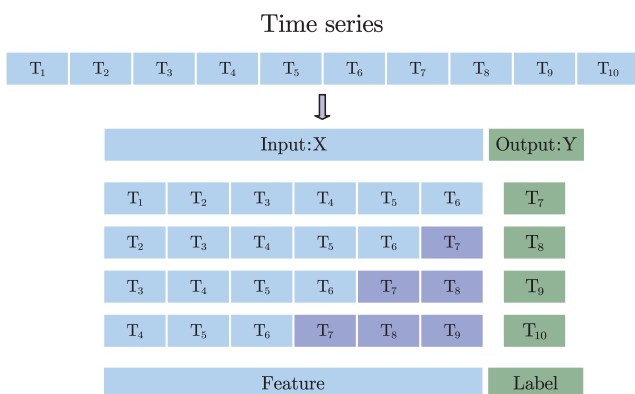 Time series
T₁ T₂ T₃ T₄ T₅ T₆ T₇ T₈ T₉ T₁₀
Input:X Output:Y
T₁ T₂ T₃ T₄ T₅ T₆ T₇
T₂ T₃ T₄ T₅ T₆ T₇ T₈
T₃ T₄ T₅ T₆ T₇ T₈ T₉
T₄ T₅ T₆ T₇ T₈ T₉ T₁₀
Feature Label